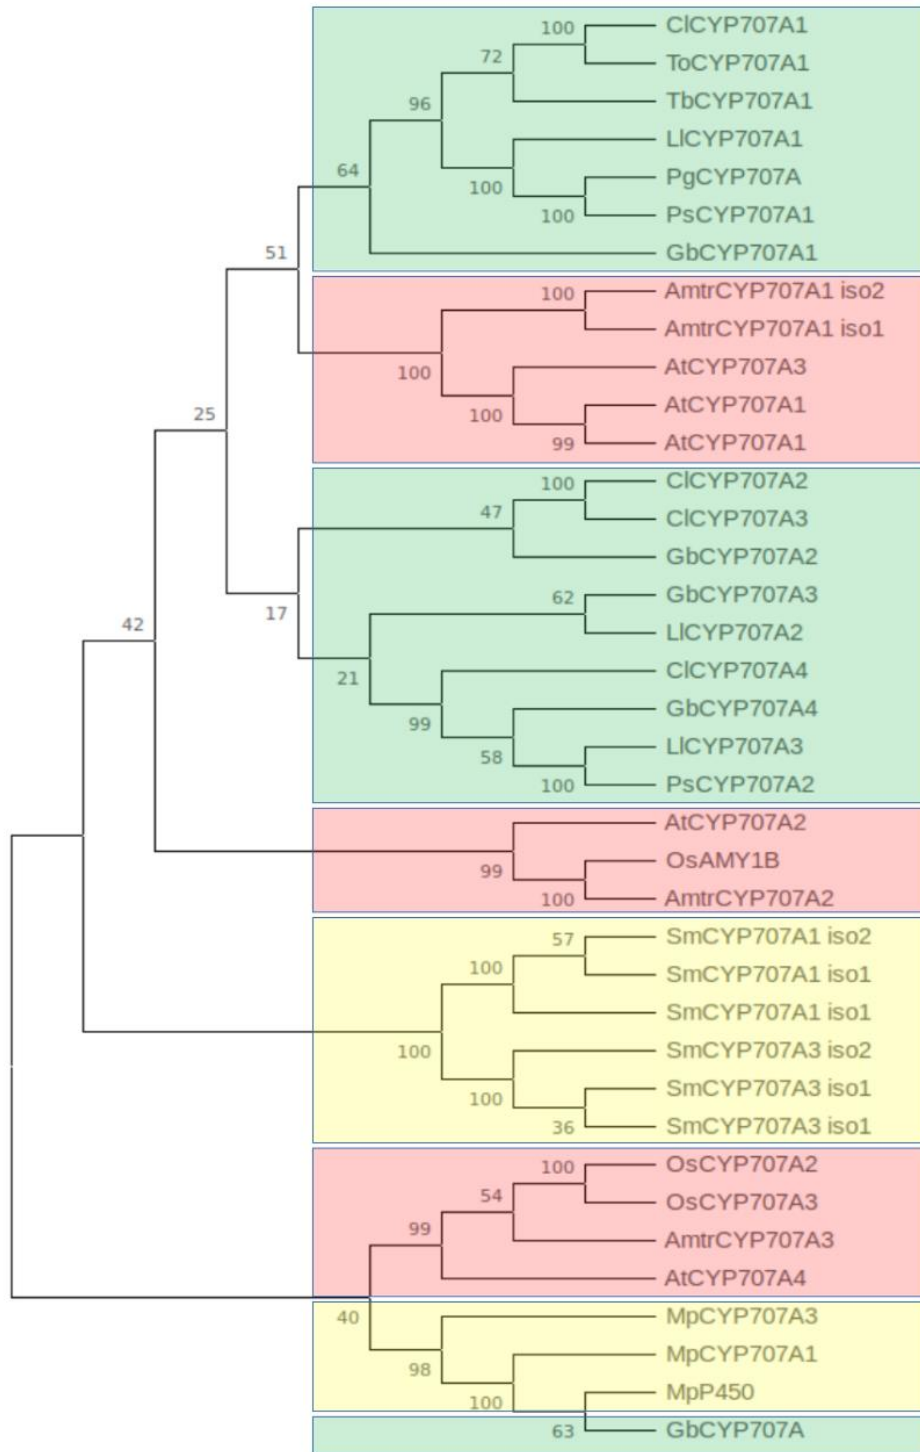 100
ClCYP707A1
72
ToCYP707A1
96
TbCYP707A1
LlCYP707A1
64
100
PgCYP707A
100
PsCYP707A1
51
GbCYP707A1
100
AmtrCYP707A1 iso2
AmtrCYP707A1 iso1
100
AtCYP707A3
25
100
AtCYP707A1
99
AtCYP707A1
100
ClCYP707A2
47
ClCYP707A3
GbCYP707A2
17
62
GbCYP707A3
42
LlCYP707A2
21
ClCYP707A4
99
GbCYP707A4
58
LlCYP707A3
100
PsCYP707A2
AtCYP707A2
99
OsAMY1B
100
AmtrCYP707A2
57
SmCYP707A1 iso2
100
SmCYP707A1 iso1
SmCYP707A1 iso1
100
SmCYP707A3 iso2
100
SmCYP707A3 iso1
36
SmCYP707A3 iso1
100
OsCYP707A2
54
OsCYP707A3
99
AmtrCYP707A3
AtCYP707A4
40
MpCYP707A3
98
MpCYP707A1
100
MpP450
63
GbCYP707A